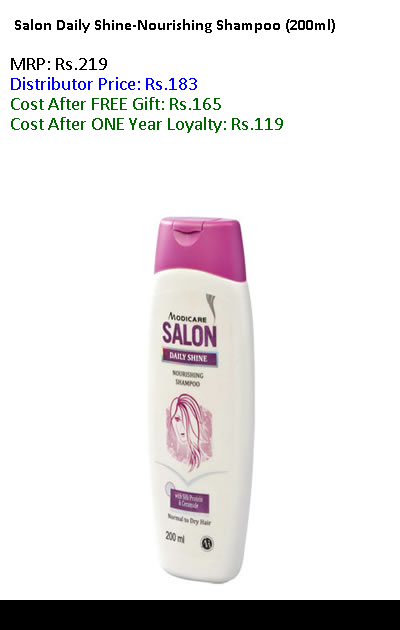 Salon Daily Shine-Nourishing Shampoo (200ml)
MRP: Rs.219
Distributor Price: Rs.183
Cost After FREE Gift: Rs.165
Cost After ONE Year Loyalty: Rs.119
MODICARE
SALON
DAILY SHINE
NOURISHING
SHAMPOO
with Silk Protein
& Ceramide
Normal to Dry Hair
200 ml